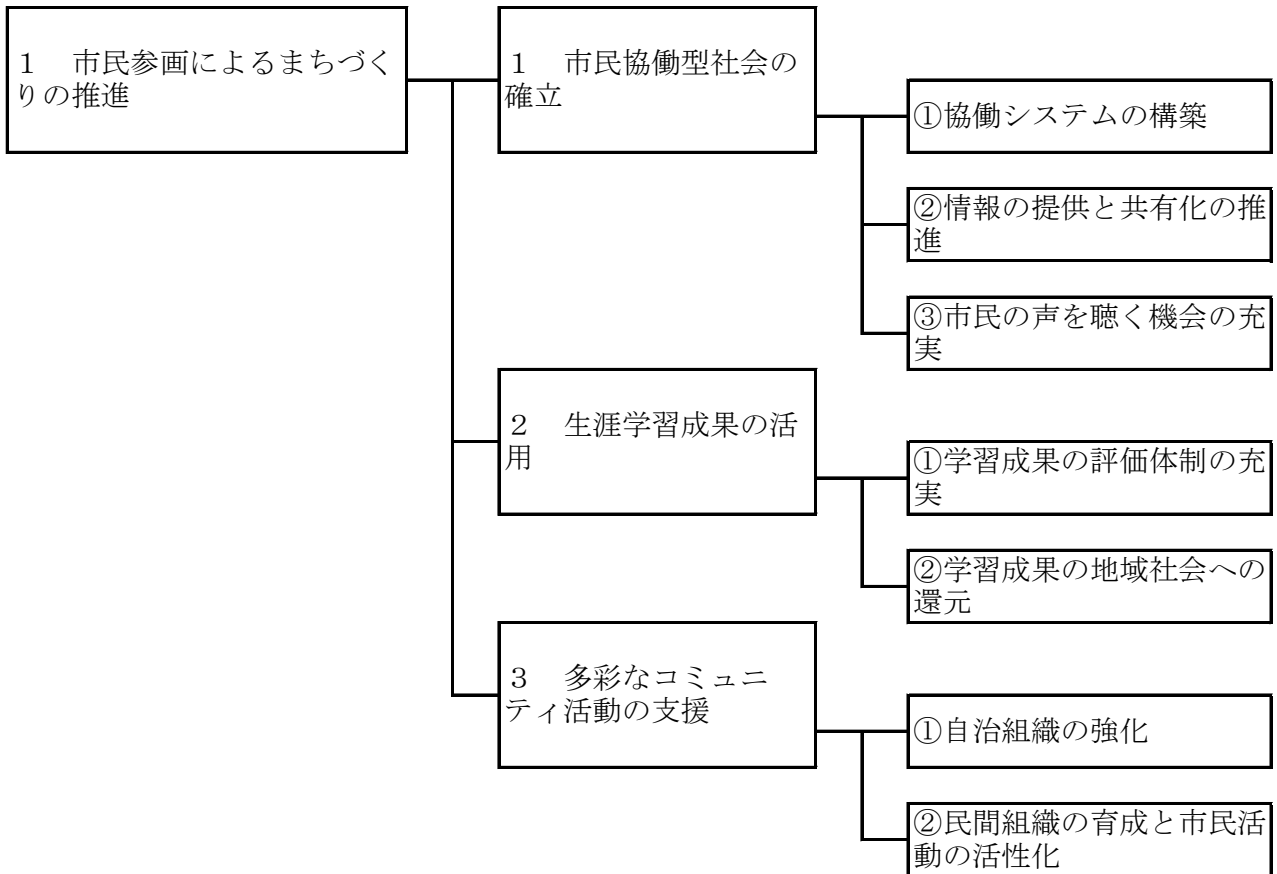 １　市民参画によるまちづく
りの推進
１　市民協働型社会の
確立
①協働システムの構築
②情報の提供と共有化の推
進
③市民の声を聴く機会の充
実
２　生涯学習成果の活
用
①学習成果の評価体制の充
実
②学習成果の地域社会への
還元
３　多彩なコミュニ
ティ活動の支援
①自治組織の強化
②民間組織の育成と市民活
動の活性化